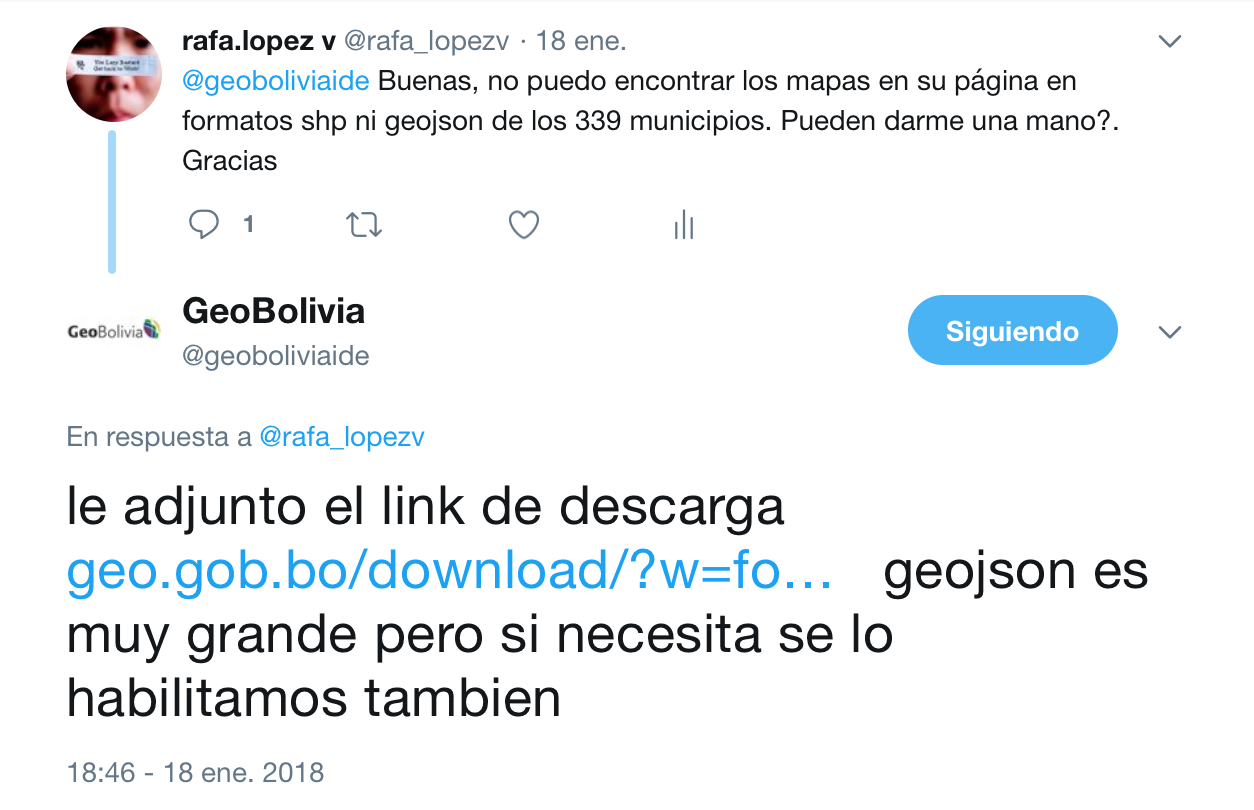 rafa.lopez v @rafa_lopezv · 18 ene.
@geoboliviaide Buenas, no puedo encontrar los mapas en su página en
formatos shp ni geojson de los 339 municipios. Pueden darme una mano?.
Gracias
1
GeoBolivia
GeoBolivia
@geoboliviaide
Siguiendo
En respuesta a @rafa_lopezv
le adjunto el link de descarga
geo.gob.bo/download/?w=fo… geojson es
muy grande pero si necesita se lo
habilitamos tambien
18:46 - 18 ene. 2018